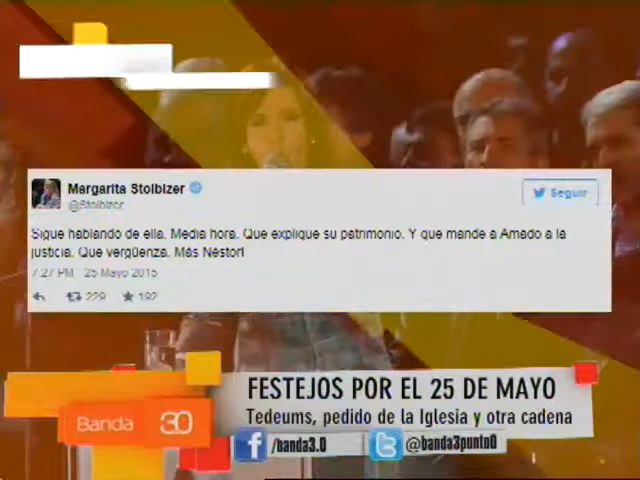 Margarita Stolbizer
@Stolbizer
Seguir
Sigue hablando de ella. Media hora. Que explique su patrimonio. Y que mande a Amado a la
justicia. Que vergüenza. Más Néstor!
7:27 PM 25 Mayo 2015
229 192
FESTEJOS POR EL 25 DE MAYO
Tedeums, pedido de la Iglesia y otra cadena
Banda 3.0
/banda3.0 @banda3punto0